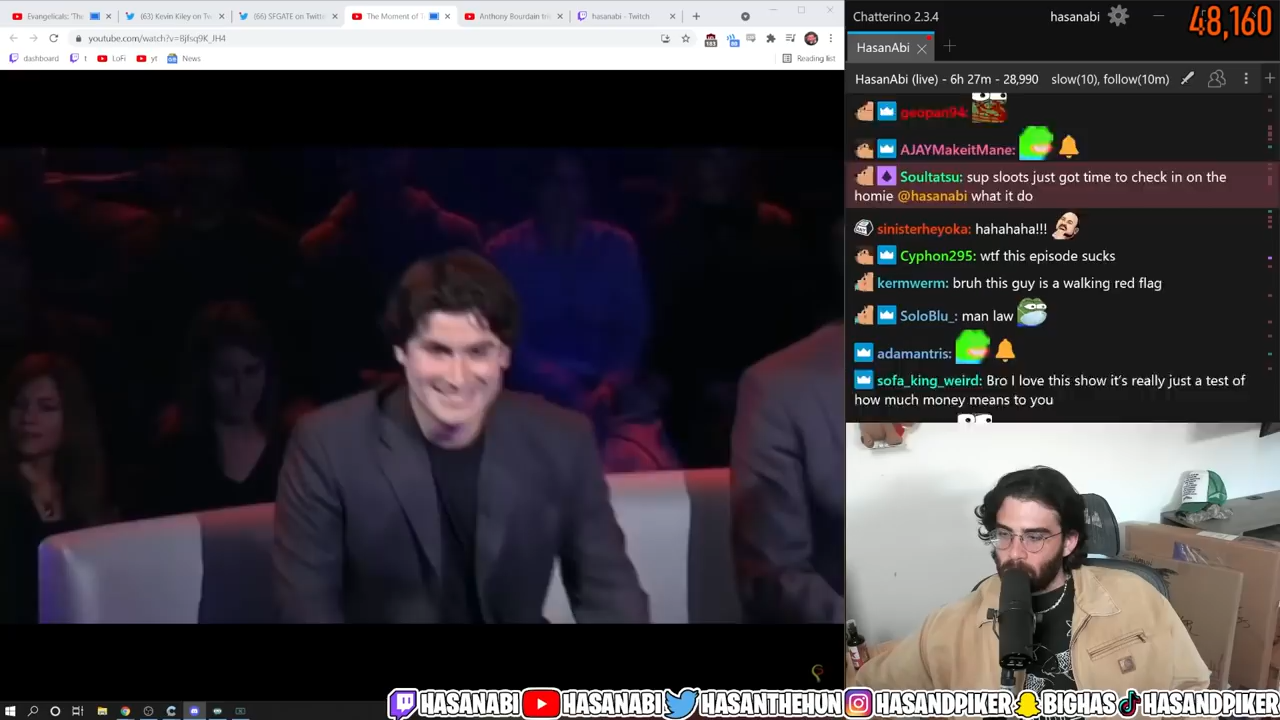 Evangelicals: 'The
(63) Kevin Kiley on Tw
(66) SFGATE on Twitte
The Moment of T
Anthony Bourdain tri
hasanabi - Twitch
youtube.com/watch?v=8jfsq9K_JH4
dashboard
t
LoFi
yt
News
Reading list
Chatterino 2.3.4
hasanabi
48,160
HasanAbi
HasanAbi (live) - 6h 27m - 28,990
slow(10), follow(10m)
geopan94:
AJAYMakeitMane:
Soultatsu: sup sloots just got time to check in on the
homie @hasanabi what it do
sinisterheyoka: hahahaha!!!
Cyphon295: wtf this episode sucks
kermwerm: bruh this guy is a walking red flag
SoloBlu_: man law
adamantris:
sofa_king_weird: Bro I love this show it's really just a test of
how much money means to you
HASANABI HASANABI HASANTHEHUN HASANDPIKER BIGHAS HASANDPIKER